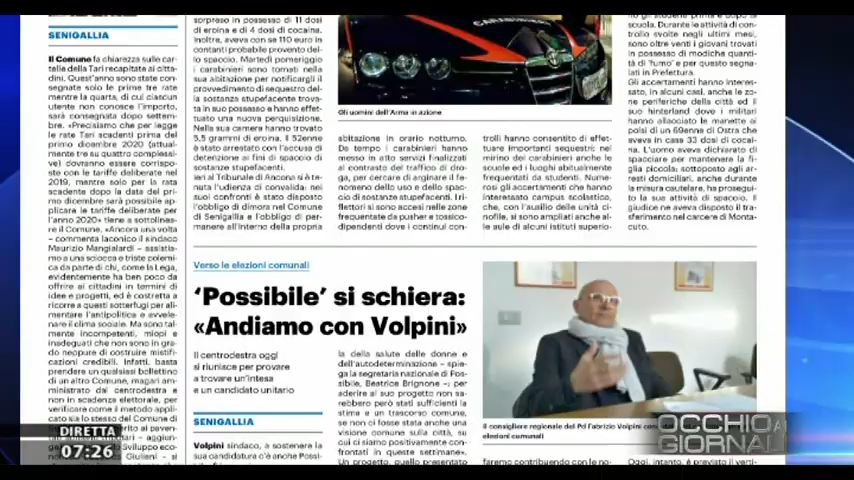 SENIGALLIA
Il Comune fa chiarezza sulle car-
telle della Tari recapitate ai citta-
dini. Quest'anno sono state con-
segnate solo le prime tre rate
mentre la quarta, di cui ciascun
utente non conosce l'importo,
sarà consegnata dopo settem-
bre. «Precisiamo che per legge
le rate Tari scadenti prima del
primo dicembre 2020 (attual-
mente tre su quattro complessi-
ve) dovranno essere corrispo-
ste con le tariffe deliberate nel
2019, mentre solo per la rata
scadente dopo la data del pri-
mo dicembre sarà possibile ap-
plicare le tariffe deliberate per
l'anno 2020» tiene a sottolinea-
re il Comune. «Ancora una vol-
ta - commenta laconico il sindaco
Maurizio Mangialardi - assistia-
mo a una sciocca e triste polemi-
ca da parte di chi, come la Lega,
evidentemente ha ben poco da
offrire ai cittadini in termini di
idee e progetti, ed è costretta a
ricorre a questi sotterfugi per ali-
mentare l'antipolitica e avvele-
nare il clima sociale. Ma sono tal-
mente incompetenti, miopi e
inadeguati che non sono in gra-
do neppure di costruire mistifi-
cazioni credibili. Infatti, basta
prendere un qualsiasi bollettino
di un altro Comune, magari am-
ministrato dal centrodestra e
non in scadenza elettorale, per
verificare come il metodo applica-
to sia lo stesso del Comune di
sorpreso in possesso di 11 dosi
di eroina e di 4 dosi di cocaina.
Inoltre, aveva con se 110 euro in
contanti probabile provento del-
lo spaccio. Martedì pomeriggio
i carabinieri sono tornati nella
sua abitazione per notificargli il
provvedimento di sequestro del-
la sostanza stupefacente trova-
ta in suo possesso e hanno effet-
tuato una nuova perquisizione.
Nella sua camera hanno trovato
5,5 grammi di eroina. Il 52enne
è stato arrestato con l'accusa di
detenzione ai fini di spaccio di
sostanze stupefacenti.
Ieri al Tribunale di Ancona si è te-
nuta l'udienza di convalida: nei
suoi confronti è stato disposto
l'obbligo di dimora nel Comune
di Senigallia e l'obbligo di per-
manere all'interno della propria
CARABINIERI
Gli uomini dell'Arma in azione
abitazione in orario notturno.
Da tempo i carabinieri hanno
messo in atto servizi finalizzati
al contrasto del traffico di dro-
ga, per cercare di arginare il fe-
nomeno dello uso e dello spac-
cio di sostanze stupefacenti. I ri-
flettori si sono accesi nelle zone
frequentate da pusher e tossico-
dipendenti dove i continui con-
trolli hanno consentito di effet-
tuare importanti sequestri: nel
mirino dei carabinieri anche le
scuole ed i luoghi abitualmente
frequentati da studenti. Nume-
rosi gli accertamenti che hanno
interessato campus scolastico,
che, con l'ausilio delle unità ci-
nofile, si sono ampliati anche al-
le aule di alcuni istituti superio-
scuola. Durante le attività di con-
trollo svolte negli ultimi mesi,
sono oltre venti i giovani trovati
in possesso di modiche quanti-
tà di 'fumo' e per questo segna-
lati in Prefettura.
Gli accertamenti hanno interes-
sato, in alcuni casi, anche le zo-
ne periferiche della città ed il
suo hinterland dove i militari
hanno allacciato le manette ai
polsi di un 69enne di Ostra che
aveva in casa 33 dosi di cocai-
na. L'uomo aveva dichiarato di
spacciare per mantenere la
figlia piccola: sottoposto agli ar-
resti domiciliari, anche durante
la misura cautelare, ha prosegui-
to la sua attività di spaccio. Il
giudice ne aveva disposto il tra-
sferimento nel carcere di Monta-
cuto.
Verso le elezioni comunali
‘Possibile’ si schiera:
«Andiamo con Volpini»
Il centrodestra oggi
si riunisce per provare
a trovare un'intesa
e un candidato unitario
SENIGALLIA
Volpini sindaco, a sostenere la
sua candidatura c'è anche Possi-
la della salute delle donne e
dell'autodeterminazione - spie-
ga la segretaria nazionale di Pos-
sibile, Beatrice Brignone -: per
aderire al suo progetto non sa-
rebbero però stati sufficienti la
stima e un trascorso comune,
se non ci fosse stata anche una
visione comune sulla città, su
cui ci siamo positivamente con-
frontati in queste settimane».
Un progetto, quello presentato
faremo contribuendo con le no-
Il consigliere regionale del Pd Fabrizio Volpini
elezioni comunali
Oggi, intanto, è previsto il verti-
DIRETTA
07:26
OCCHIO AI
GIORNALI